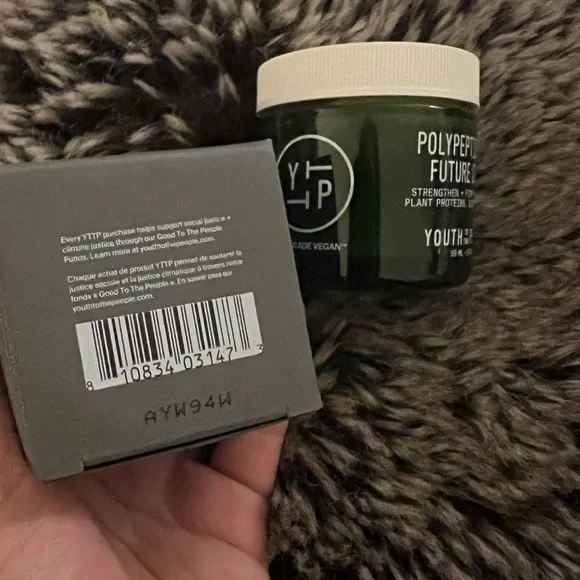 Every YTTP purchase helps support social justice +
climate justice through our Good To The People
Funds. Learn more at youthtothepeople.com.
Chaque achat de produit YTTP permet de soutenir la
justice sociale et la justice climatique à travers notre
fonds « Good To The People ». En savoir plus sur
youthtothepeople.com.
8 10834 03147 3
AYW94W
YTTP
VEGAN™
POLYPEPTI
FUTURE
STRENGTHEN +
PLANT PROTEINS,
YOUTH